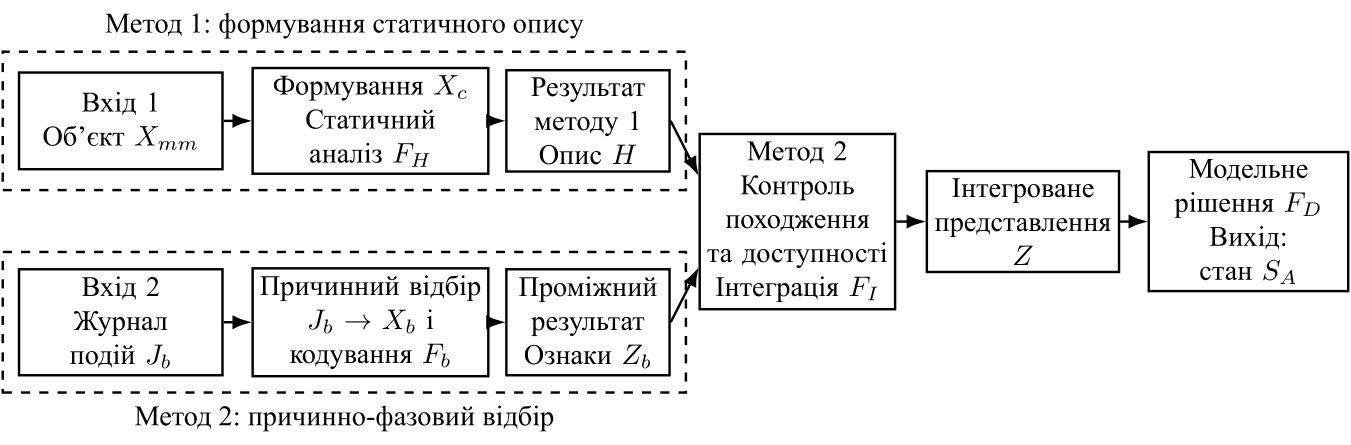 Метод 1: формування статичного опису
Вхід 1
Об’єкт X_mm
Формування X_c
Статичний
аналіз F_H
Результат
методу 1
Опис H
Вхід 2
Журнал
подій J_b
Причинний відбір
J_b → X_b і
кодування F_b
Проміжний
результат
Ознаки Z_b
Метод 2: причинно-фазовий відбір
Метод 2
Контроль
походження
та доступності
Інтеграція F_I
Інтегроване
представлення
Z
Модельне
рішення F_D
Вихід:
стан S_A